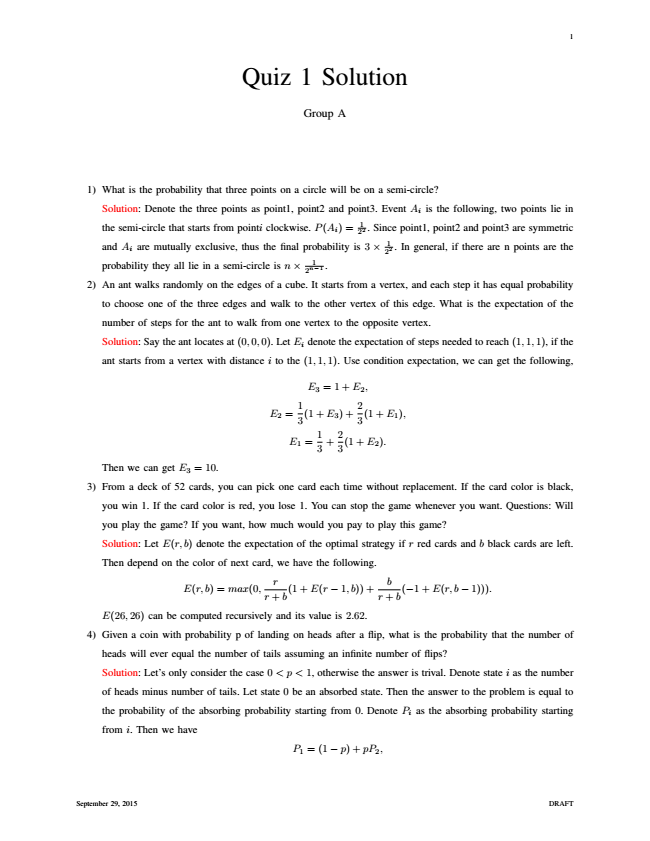 1
Quiz 1 Solution
Group A
1) What is the probability that three points on a circle will be on a semi-circle?
Solution: Denote the three points as point1, point2 and point3. Event A_i is the following, two points lie in
the semi-circle that starts from pointi clockwise. P(A_i) = 1/2^2. Since point1, point2 and point3 are symmetric
and A_i are mutually exclusive, thus the final probability is 3 × 1/2^2. In general, if there are n points are the
probability they all lie in a semi-circle is n × 1/2^{n−1}.
2) An ant walks randomly on the edges of a cube. It starts from a vertex, and each step it has equal probability
to choose one of the three edges and walk to the other vertex of this edge. What is the expectation of the
number of steps for the ant to walk from one vertex to the opposite vertex.
Solution: Say the ant locates at (0, 0, 0). Let E_i denote the expectation of steps needed to reach (1, 1, 1), if the
ant starts from a vertex with distance i to the (1, 1, 1). Use condition expectation, we can get the following,
E_3 = 1 + E_2,
E_2 = 1/3(1 + E_3) + 2/3(1 + E_1),
E_1 = 1/3 + 2/3(1 + E_2).
Then we can get E_3 = 10.
3) From a deck of 52 cards, you can pick one card each time without replacement. If the card color is black,
you win 1. If the card color is red, you lose 1. You can stop the game whenever you want. Questions: Will
you play the game? If you want, how much would you pay to play this game?
Solution: Let E(r, b) denote the expectation of the optimal strategy if r red cards and b black cards are left.
Then depend on the color of next card, we have the following.
E(r, b) = max(0, r/(r + b)(1 + E(r − 1, b)) + b/(r + b)(−1 + E(r, b − 1))).
E(26, 26) can be computed recursively and its value is 2.62.
4) Given a coin with probability p of landing on heads after a flip, what is the probability that the number of
heads will ever equal the number of tails assuming an infinite number of flips?
Solution: Let's only consider the case 0 < p < 1, otherwise the answer is trival. Denote state i as the number
of heads minus number of tails. Let state 0 be an absorbed state. Then the answer to the problem is equal to
the probability of the absorbing probability starting from 0. Denote P_i as the absorbing probability starting
from i. Then we have
P_1 = (1 − p) + pP_2,
September 29, 2015
DRAFT